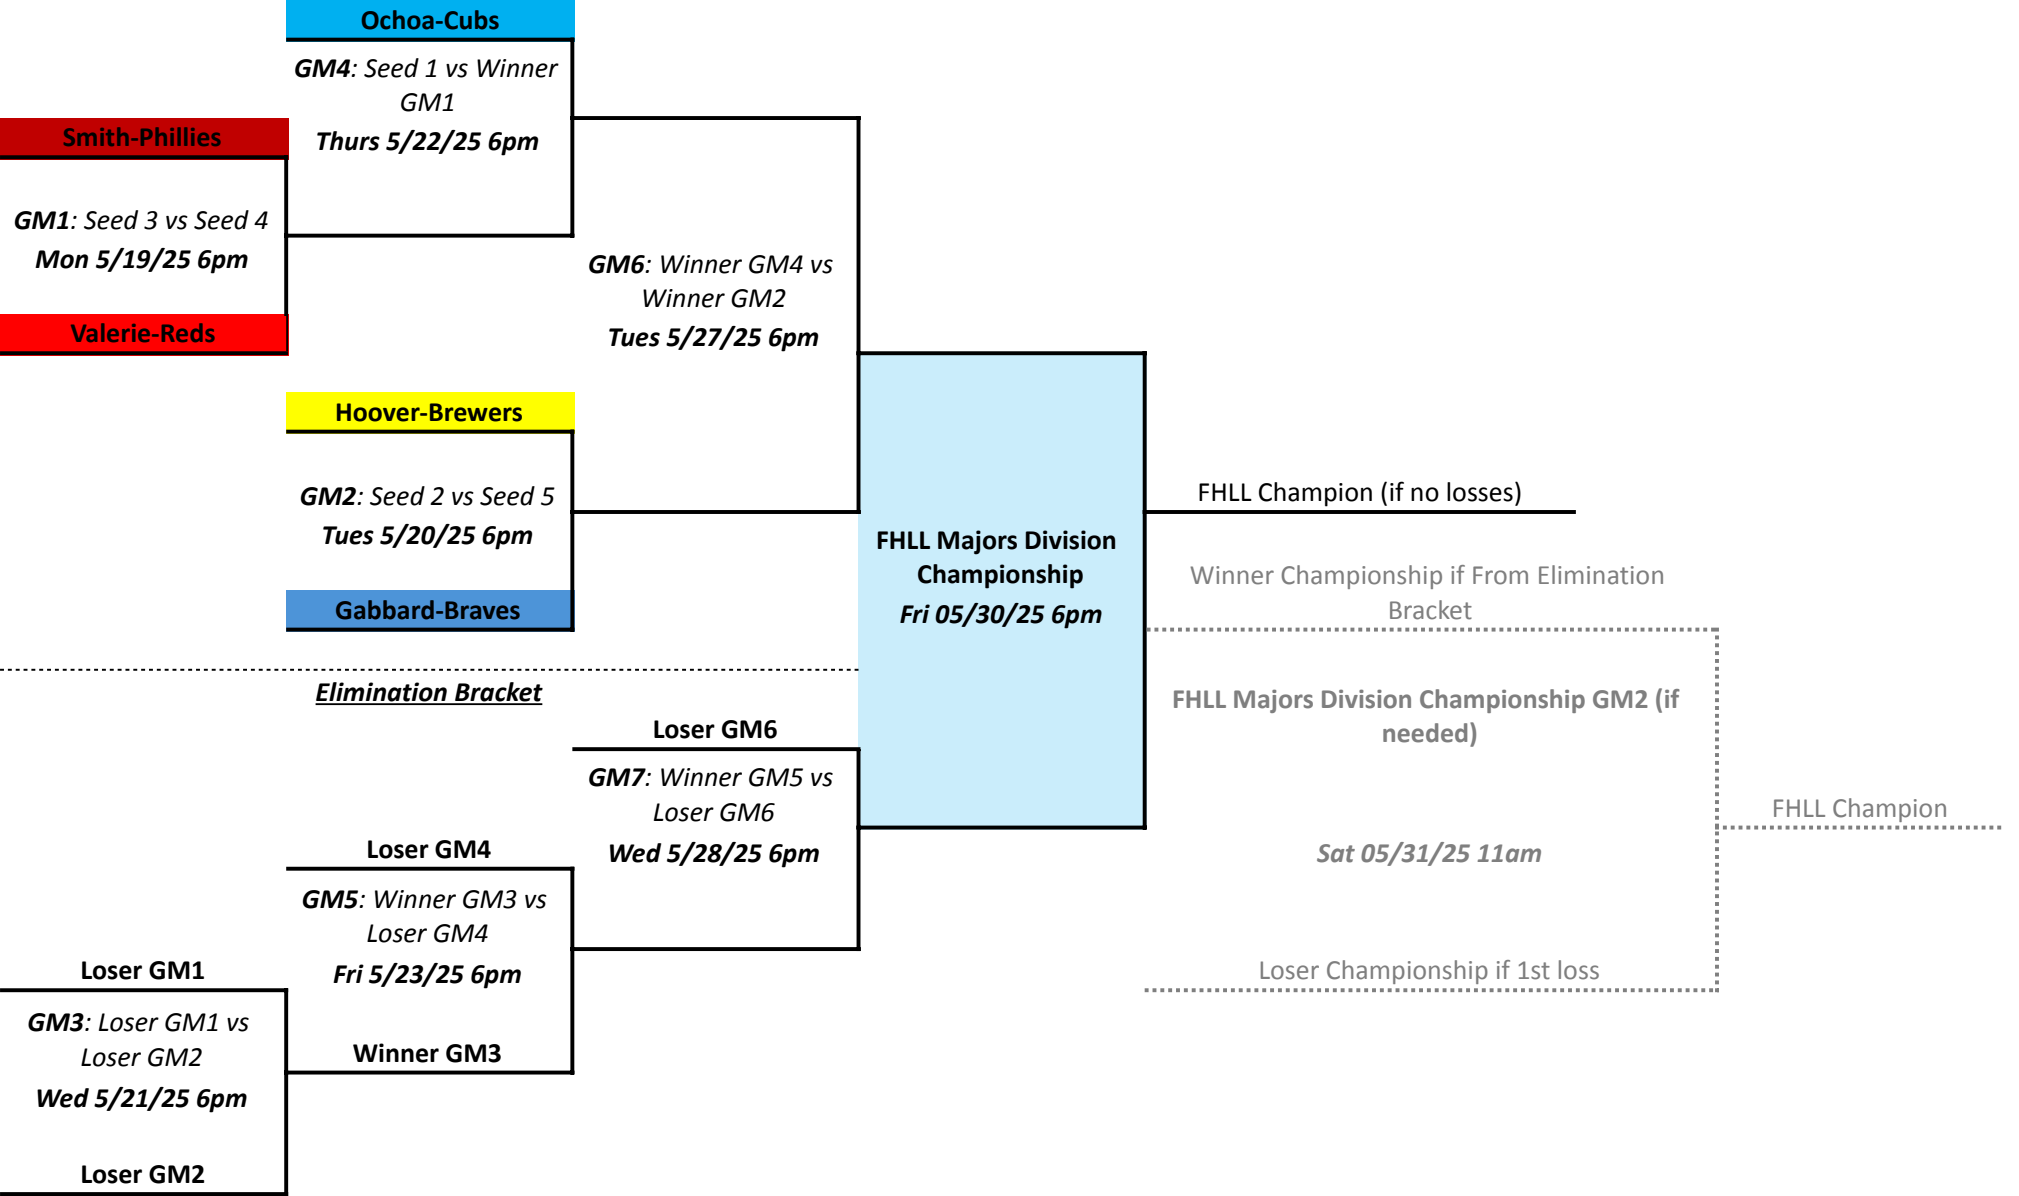 Ochoa-Cubs
GM4: Seed 1 vs Winner
GM1
Thurs 5/22/25 6pm
Smith-Phillies
GM1: Seed 3 vs Seed 4
Mon 5/19/25 6pm
Valerie-Reds
GM6: Winner GM4 vs
Winner GM2
Tues 5/27/25 6pm
Hoover-Brewers
GM2: Seed 2 vs Seed 5
Tues 5/20/25 6pm
Gabbard-Braves
FHLL Majors Division
Championship
Fri 05/30/25 6pm
FHLL Champion (if no losses)
Winner Championship if From Elimination
Bracket
FHLL Majors Division Championship GM2 (if
needed)
Sat 05/31/25 11am
Loser Championship if 1st loss
FHLL Champion
Elimination Bracket
Loser GM6
GM7: Winner GM5 vs
Loser GM6
Wed 5/28/25 6pm
Loser GM4
GM5: Winner GM3 vs
Loser GM4
Fri 5/23/25 6pm
Winner GM3
Loser GM1
GM3: Loser GM1 vs
Loser GM2
Wed 5/21/25 6pm
Loser GM2